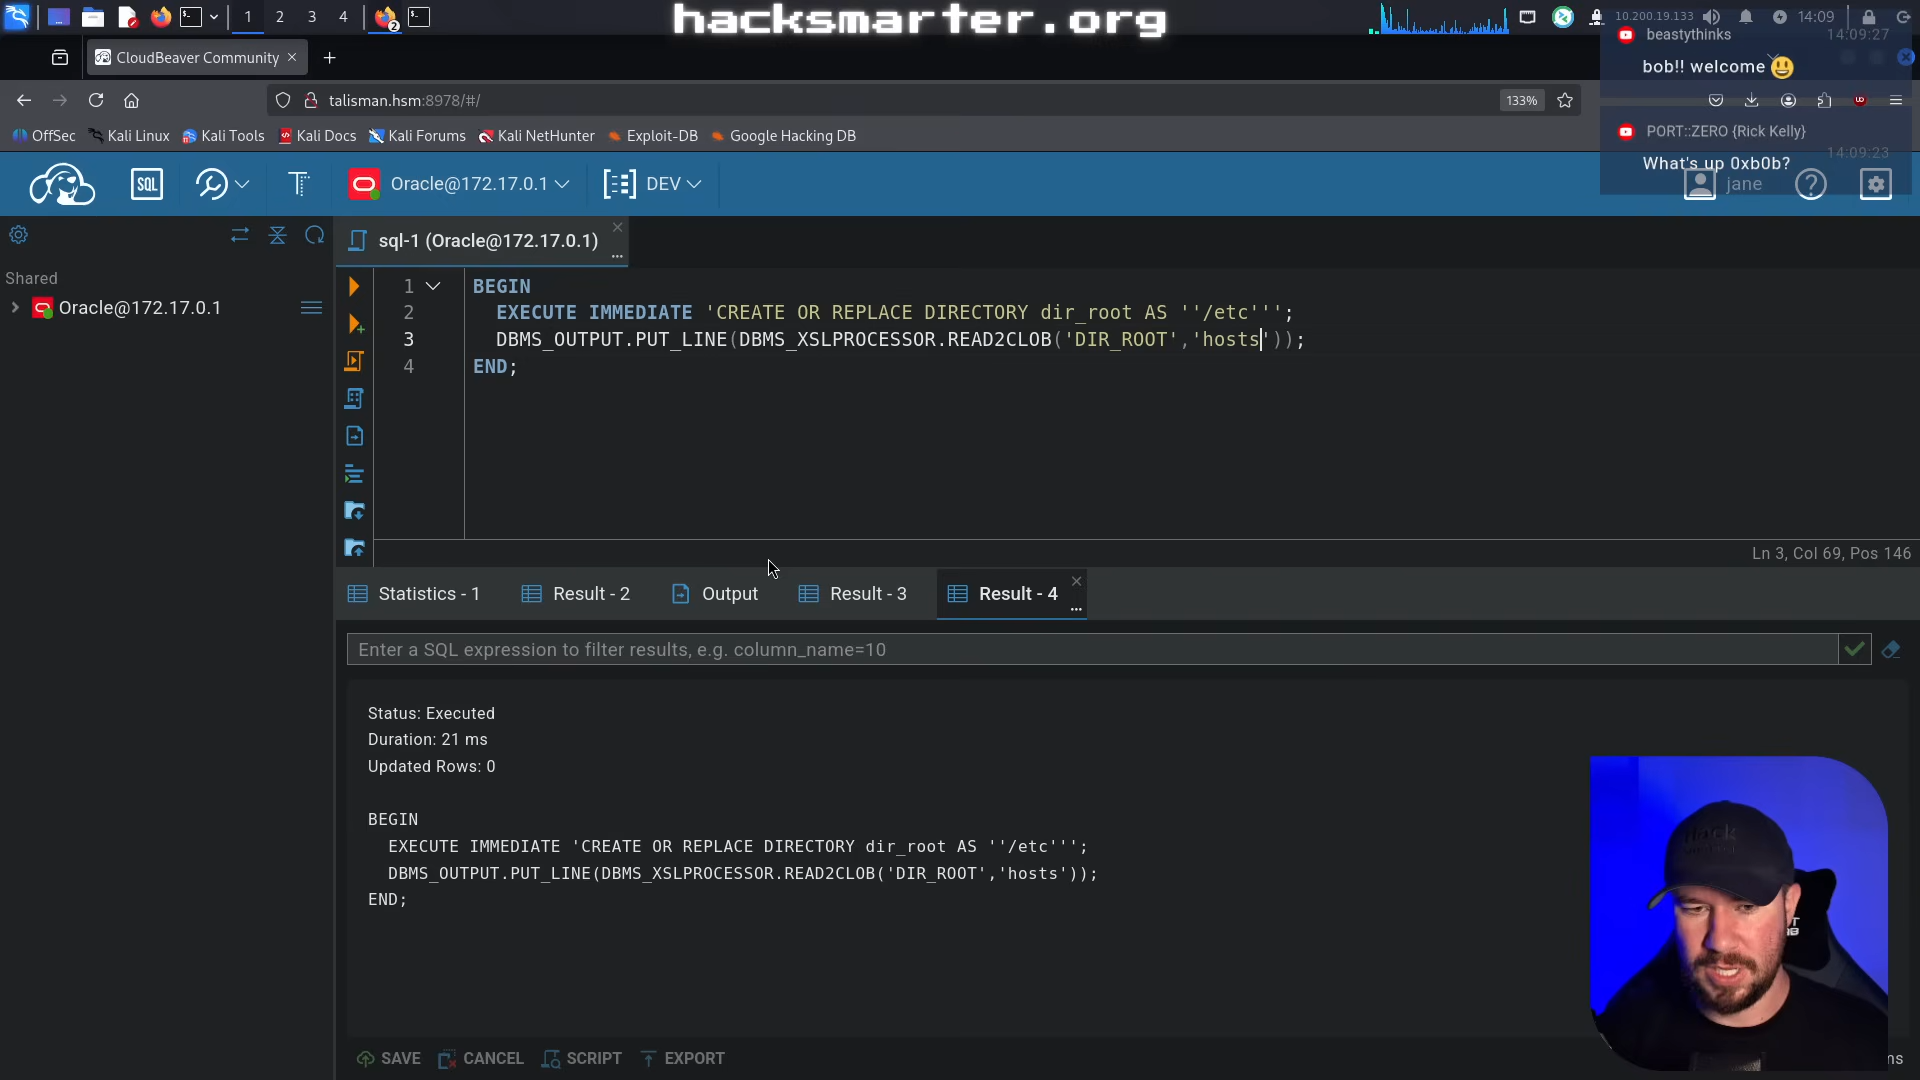 1
2
3
4
2
hacksmarter.org
10.200.19.133
14:09
CloudBeaver Community
beastythinks
14:09:27
bob!! welcome 😃
talisman.hsm:8978/#/
133%
OffSec
Kali Linux
Kali Tools
Kali Docs
Kali Forums
Kali NetHunter
Exploit-DB
Google Hacking DB
PORT::ZERO {Rick Kelly}
14:09:23
What's up 0xb0b?
SQL
Oracle@172.17.0.1
DEV
jane
sql-1 (Oracle@172.17.0.1)
Shared
Oracle@172.17.0.1
1 BEGIN
2 EXECUTE IMMEDIATE 'CREATE OR REPLACE DIRECTORY dir_root AS ''/etc''';
3 DBMS_OUTPUT.PUT_LINE(DBMS_XSLPROCESSOR.READ2CLOB('DIR_ROOT','hosts'));
4 END;
Ln 3, Col 69, Pos 146
Statistics - 1
Result - 2
Output
Result - 3
Result - 4
Enter a SQL expression to filter results, e.g. column_name=10
Status: Executed
Duration: 21 ms
Updated Rows: 0
BEGIN
EXECUTE IMMEDIATE 'CREATE OR REPLACE DIRECTORY dir_root AS ''/etc''';
DBMS_OUTPUT.PUT_LINE(DBMS_XSLPROCESSOR.READ2CLOB('DIR_ROOT','hosts'));
END;
SAVE
CANCEL
SCRIPT
EXPORT
ms